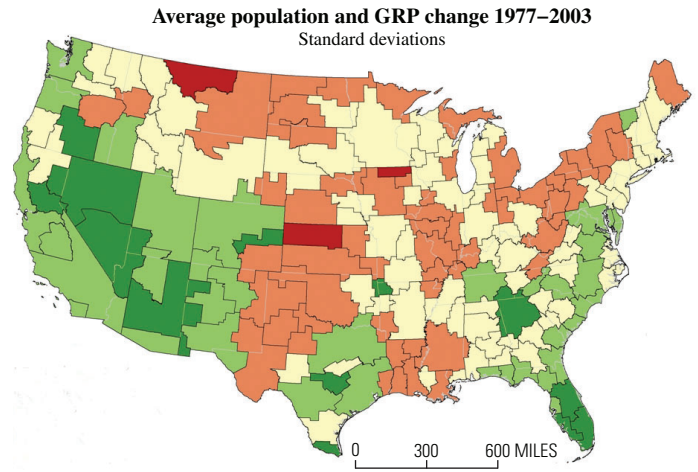 Average population and GRP change 1977–2003
Standard deviations
0 300 600 MILES